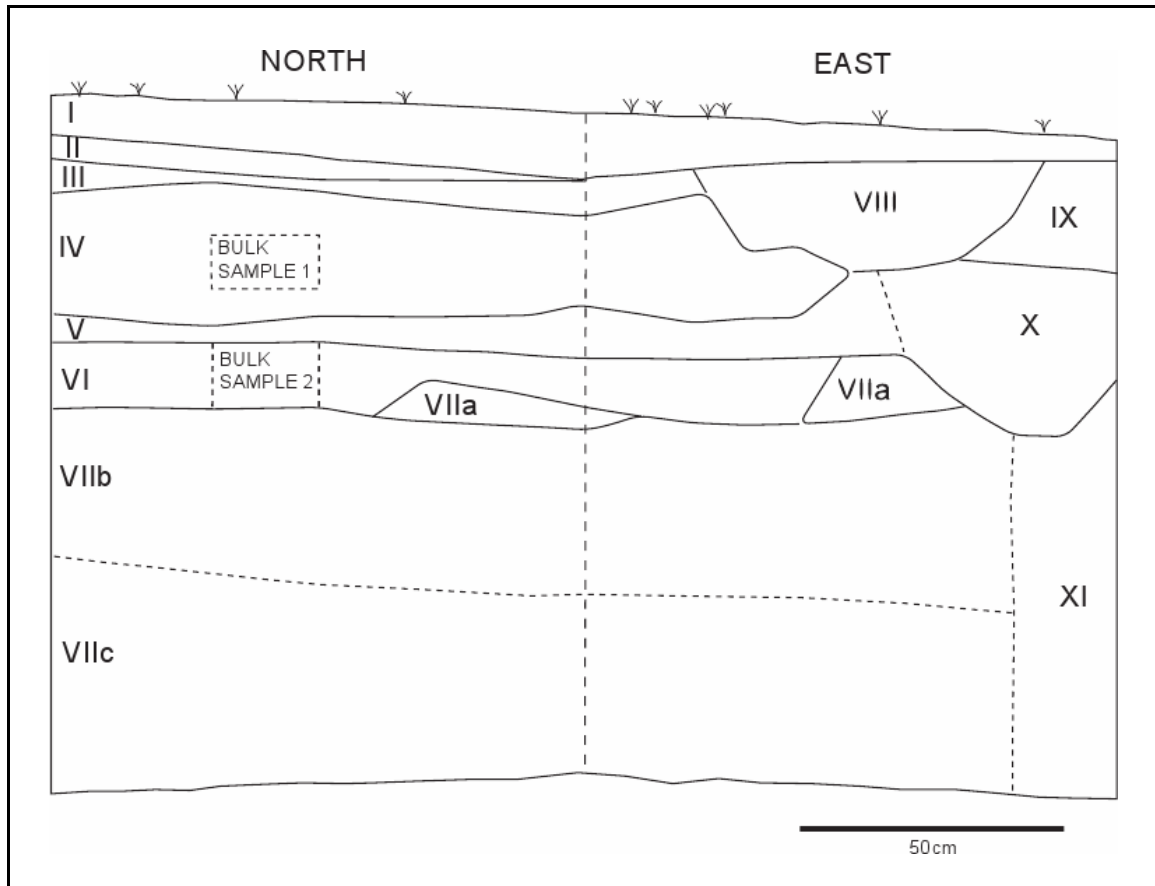 NORTH
EAST
I
II
III
VIII
IX
IV
BULK
SAMPLE 1
X
V
BULK
SAMPLE 2
VI
VIIa
VIIa
VIIb
XI
VIIc
50cm